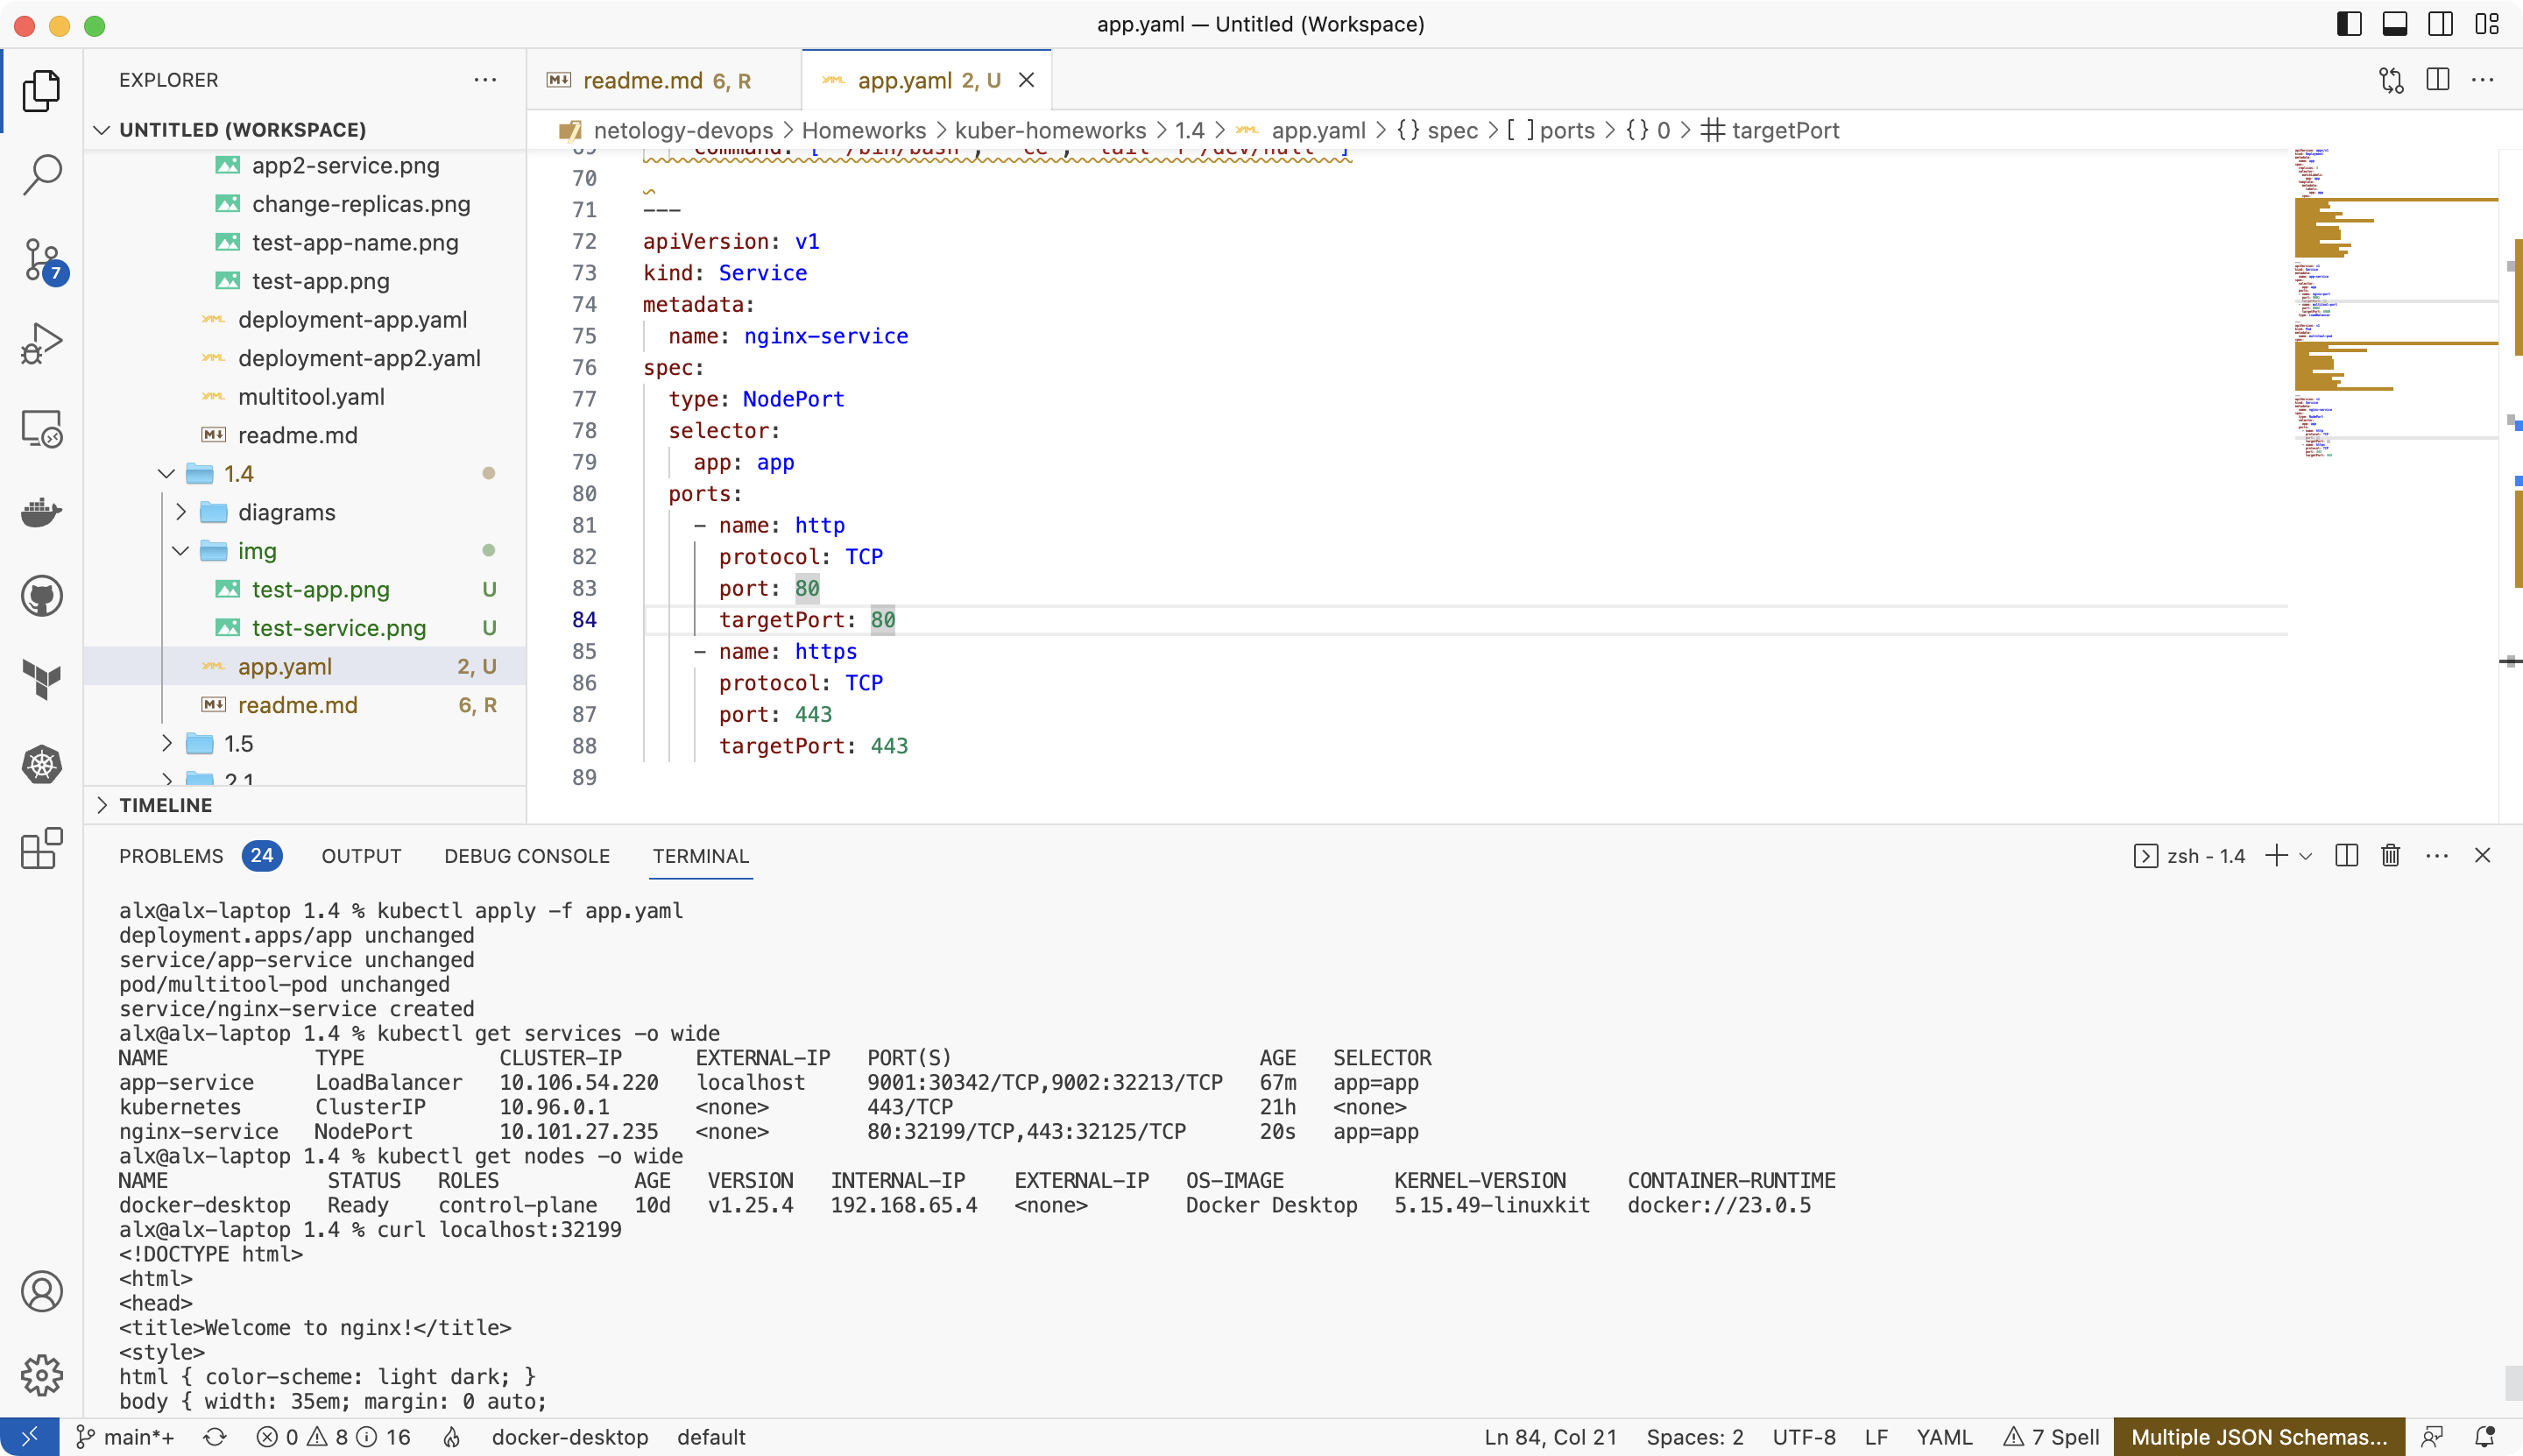 app.yaml — Untitled (Workspace)
EXPLORER
UNTITLED (WORKSPACE)
app2-service.png
change-replicas.png
test-app-name.png
test-app.png
deployment-app.yaml
deployment-app2.yaml
multitool.yaml
readme.md
1.4
diagrams
img
test-app.png U
test-service.png U
app.yaml 2, U
readme.md 6, R
1.5
2.1
TIMELINE
7
readme.md 6, R
app.yaml 2, U
netology-devops > Homeworks > kuber-homeworks > 1.4 > app.yaml > {} spec > [ ] ports > {} 0 > # targetPort
70
71 ---
72 apiVersion: v1
73 kind: Service
74 metadata:
75 name: nginx-service
76 spec:
77 type: NodePort
78 selector:
79 app: app
80 ports:
81 - name: http
82 protocol: TCP
83 port: 80
84 targetPort: 80
85 - name: https
86 protocol: TCP
87 port: 443
88 targetPort: 443
89
PROBLEMS 24 OUTPUT DEBUG CONSOLE TERMINAL
zsh - 1.4
alx@alx-laptop 1.4 % kubectl apply -f app.yaml
deployment.apps/app unchanged
service/app-service unchanged
pod/multitool-pod unchanged
service/nginx-service created
alx@alx-laptop 1.4 % kubectl get services -o wide
NAME TYPE CLUSTER-IP EXTERNAL-IP PORT(S) AGE SELECTOR
app-service LoadBalancer 10.106.54.220 localhost 9001:30342/TCP,9002:32213/TCP 67m app=app
kubernetes ClusterIP 10.96.0.1 <none> 443/TCP 21h <none>
nginx-service NodePort 10.101.27.235 <none> 80:32199/TCP,443:32125/TCP 20s app=app
alx@alx-laptop 1.4 % kubectl get nodes -o wide
NAME STATUS ROLES AGE VERSION INTERNAL-IP EXTERNAL-IP OS-IMAGE KERNEL-VERSION CONTAINER-RUNTIME
docker-desktop Ready control-plane 10d v1.25.4 192.168.65.4 <none> Docker Desktop 5.15.49-linuxkit docker://23.0.5
alx@alx-laptop 1.4 % curl localhost:32199
<!DOCTYPE html>
<html>
<head>
<title>Welcome to nginx!</title>
<style>
html { color-scheme: light dark; }
body { width: 35em; margin: 0 auto;
main*+ 0 8 16 docker-desktop default Ln 84, Col 21 Spaces: 2 UTF-8 LF YAML 7 Spell Multiple JSON Schemas...